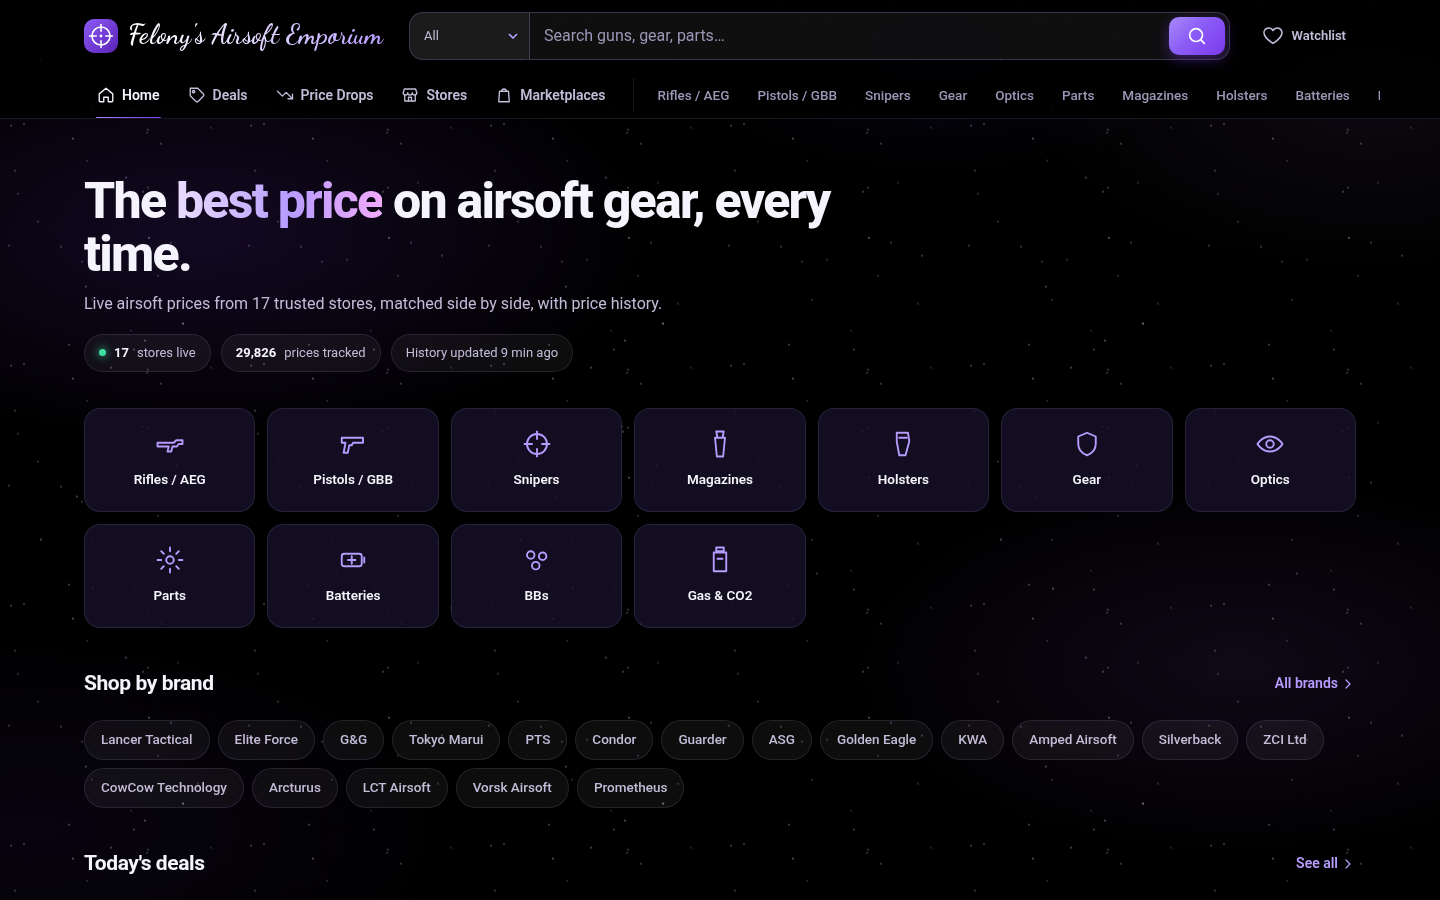 Felony's Airsoft Emporium
All
Search guns, gear, parts...
Watchlist
Home
Deals
Price Drops
Stores
Marketplaces
Rifles / AEG
Pistols / GBB
Snipers
Gear
Optics
Parts
Magazines
Holsters
Batteries
The best price on airsoft gear, every
time.
Live airsoft prices from 17 trusted stores, matched side by side, with price history.
17 stores live
29,826 prices tracked
History updated 9 min ago
Rifles / AEG
Pistols / GBB
Snipers
Magazines
Holsters
Gear
Optics
Parts
Batteries
BBs
Gas & CO2
Shop by brand
All brands
Lancer Tactical
Elite Force
G&G
Tokyo Marui
PTS
Condor
Guarder
ASG
Golden Eagle
KWA
Amped Airsoft
Silverback
ZCI Ltd
CowCow Technology
Arcturus
LCT Airsoft
Vorsk Airsoft
Prometheus
Today's deals
See all